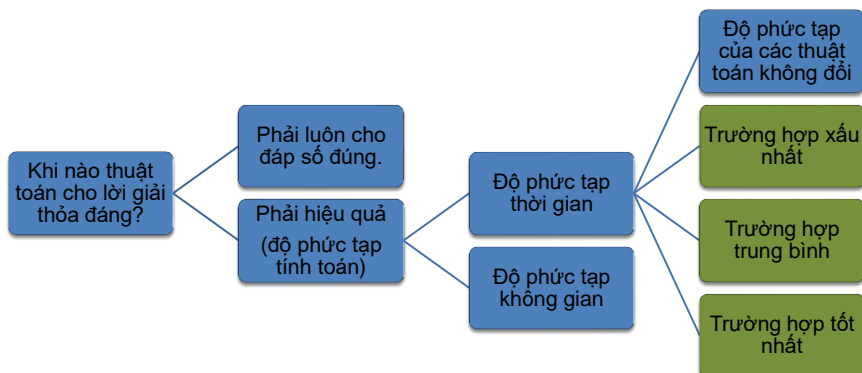 Khi nào thuật
toán cho lời giải
thỏa đáng?
Phải luôn cho
đáp số đúng.
Phải hiệu quả
(độ phức tạp
tính toán)
Độ phức tạp
thời gian
Độ phức tạp
không gian
Độ phức tạp
của các thuật
toán không đổi
Trường hợp xấu
nhất
Trường hợp
trung bình
Trường hợp tốt
nhất